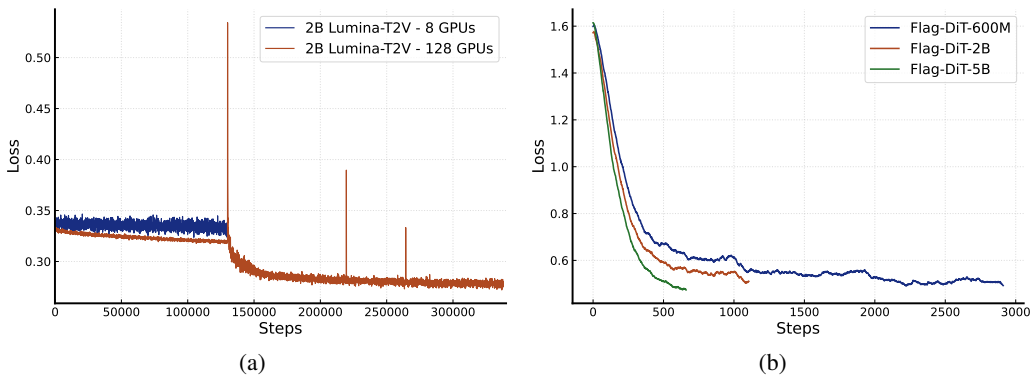 2B Lumina-T2V - 8 GPUs
2B Lumina-T2V - 128 GPUs
0.50
0.45
0.40
0.35
0.30
Loss
0 50000 100000 150000 200000 250000 300000
Steps
(a)
Flag-DiT-600M
Flag-DiT-2B
Flag-DiT-5B
1.6
1.4
1.2
1.0
0.8
0.6
Loss
0 500 1000 1500 2000 2500 3000
Steps
(b)